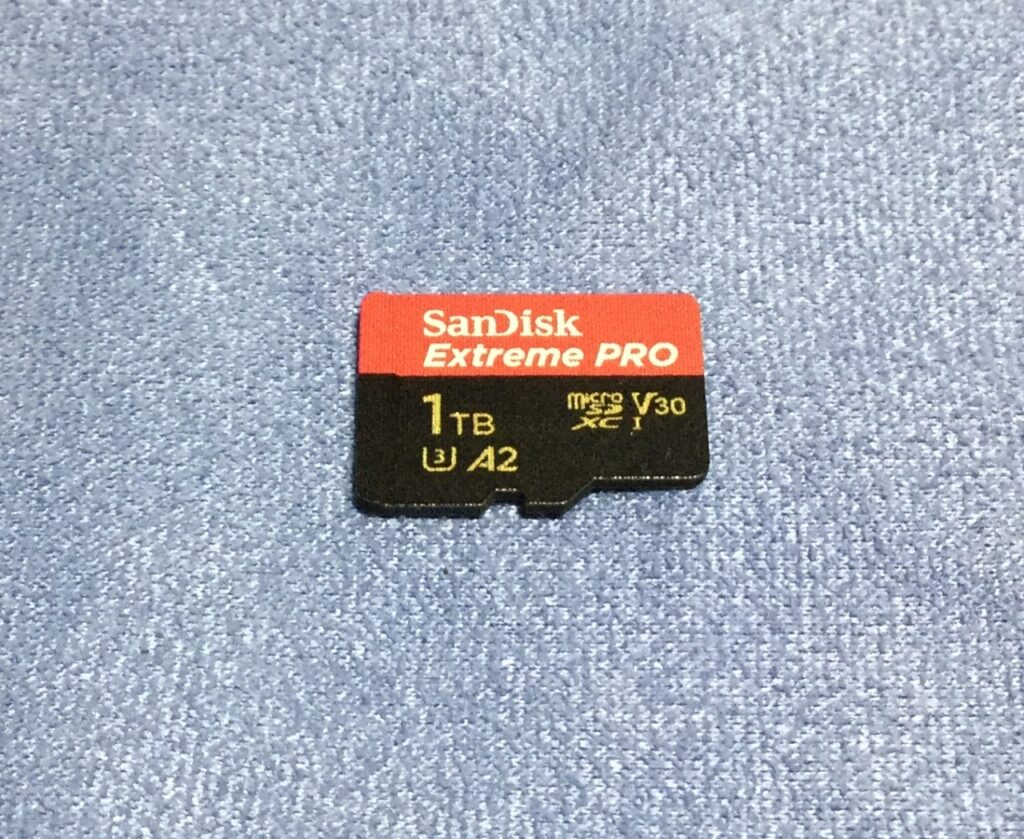 SanDisk
Extreme PRO
1TB micro SD XC I V30
U3 A2